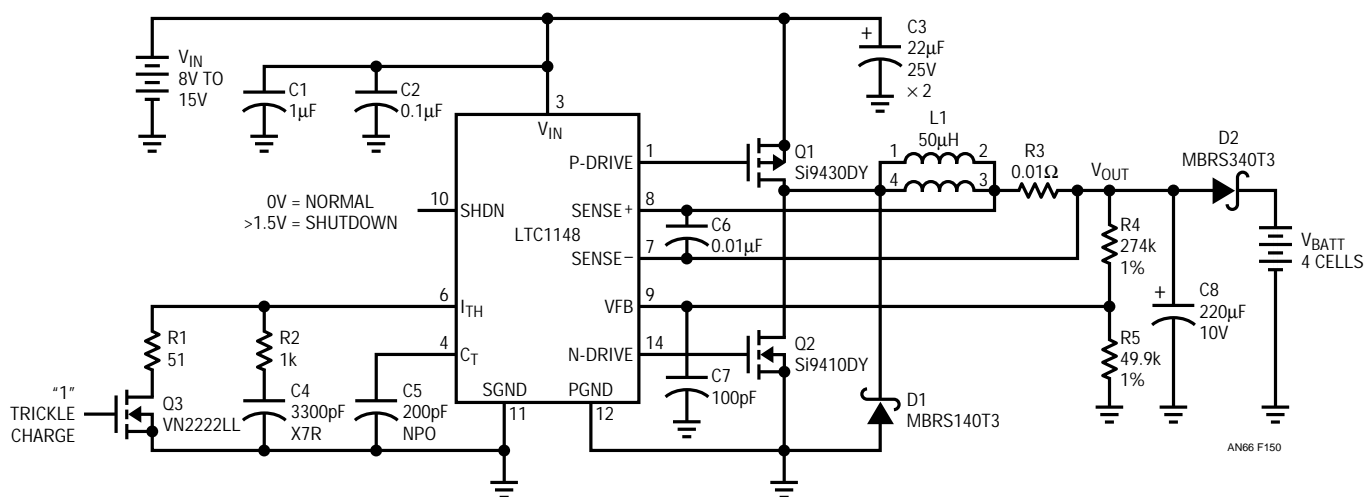 VIN
8V TO
15V
C1
1µF
C2
0.1µF
C3
22µF
25V
× 2
+
3
VIN
P-DRIVE
1
Q1
Si9430DY
L1
50µH
1
2
4
3
R3
0.01Ω
VOUT
D2
MBRS340T3
0V = NORMAL
>1.5V = SHUTDOWN
10
SHDN
LTC1148
SENSE+
8
C6
0.01µF
SENSE–
7
R4
274k
1%
VBATT
4 CELLS
6
ITH
VFB
9
+
C8
220µF
10V
R1
51
R2
1k
4
CT
N-DRIVE
14
Q2
Si9410DY
R5
49.9k
1%
"1"
TRICKLE
CHARGE
Q3
VN2222LL
C4
3300pF
X7R
C5
200pF
NPO
SGND
11
PGND
12
C7
100pF
D1
MBRS140T3
AN66 F150